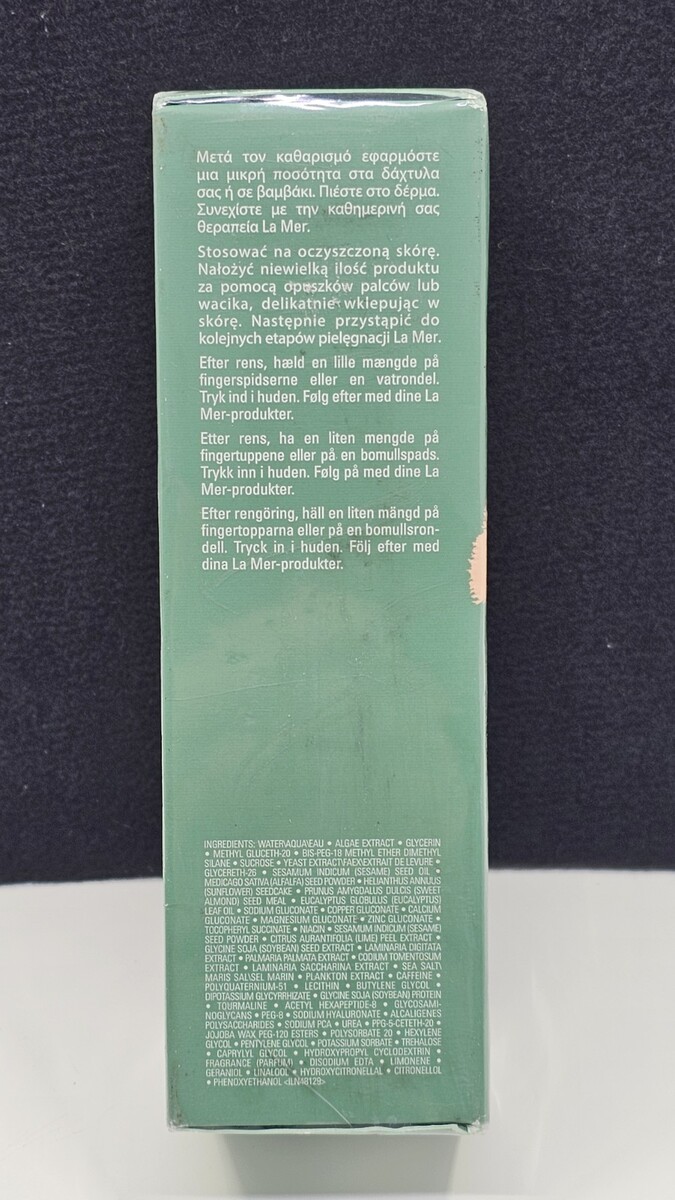 Μετά τον καθαρισμό εφαρμόστε
μια μικρή ποσότητα στα δάχτυλα
σας ή σε βαμβάκι. Πιέστε στο δέρμα.
Συνεχίστε με την καθημερινή σας
θεραπεία La Mer.
Stosować na oczyszczoną skórę.
Nałożyć niewielką ilość produktu
za pomocą opuszków palców lub
wacika, delikatnie wklepując w
skórę. Następnie przystąpić do
kolejnych etapów pielęgnacji La Mer.
Efter rens, hæld en lille mængde på
fingerspidserne eller en vatrondel.
Tryk ind i huden. Følg efter med dine La
Mer-produkter.
Etter rens, ha en liten mengde på
fingertuppene eller på en bomullspads.
Trykk inn i huden. Følg på med dine La
Mer-produkter.
Efter rengöring, häll en liten mängd på
fingertopparna eller på en bomullsron-
dell. Tryck in i huden. Följ efter med
dina La Mer-produkter.
INGREDIENTS: WATER\AQUA\EAU • ALGAE EXTRACT • GLYCERIN
• METHYL GLUCETH-20 • BIS-PEG-18 METHYL ETHER DIMETHYL
SILANE • SUCROSE • YEAST EXTRACT\FAEX\EXTRAIT DE LEVURE •
GLYCERETH-26 • SESAMUM INDICUM (SESAME) SEED OIL •
MEDICAGO SATIVA (ALFALFA) SEED POWDER • HELIANTHUS ANNUUS
(SUNFLOWER) SEEDCAKE • PRUNUS AMYGDALUS DULCIS (SWEET
ALMOND) SEED MEAL • EUCALYPTUS GLOBULUS (EUCALYPTUS)
LEAF OIL • SODIUM GLUCONATE • COPPER GLUCONATE • CALCIUM
GLUCONATE • MAGNESIUM GLUCONATE • ZINC GLUCONATE •
TOCOPHERYL SUCCINATE • NIACIN • SESAMUM INDICUM (SESAME)
SEED POWDER • CITRUS AURANTIFOLIA (LIME) PEEL EXTRACT •
GLYCINE SOJA (SOYBEAN) SEED EXTRACT • LAMINARIA DIGITATA
EXTRACT • PALMARIA PALMATA EXTRACT • CODIUM TOMENTOSUM
EXTRACT • LAMINARIA SACCHARINA EXTRACT • SEA SALT\
MARIS SAL\SEL MARIN • PLANKTON EXTRACT • CAFFEINE •
POLYQUATERNIUM-51 • LECITHIN • BUTYLENE GLYCOL •
DIPOTASSIUM GLYCYRRHIZATE • GLYCINE SOJA (SOYBEAN) PROTEIN
• TOURMALINE • ACETYL HEXAPEPTIDE-8 • GLYCOSAMI-
NOGLYCANS • PEG-8 • SODIUM HYALURONATE • ALCALIGENES
POLYSACCHARIDES • SODIUM PCA • UREA • PPG-5-CETETH-20 •
JOJOBA WAX PEG-120 ESTERS • POLYSORBATE 20 • HEXYLENE
GLYCOL • PENTYLENE GLYCOL • POTASSIUM SORBATE • TREHALOSE
• CAPRYLYL GLYCOL • HYDROXYPROPYL CYCLODEXTRIN •
FRAGRANCE (PARFUM) • DISODIUM EDTA • LIMONENE •
GERANIOL • LINALOOL • HYDROXYCITRONELLAL • CITRONELLOL
• PHENOXYETHANOL <ILN48129>